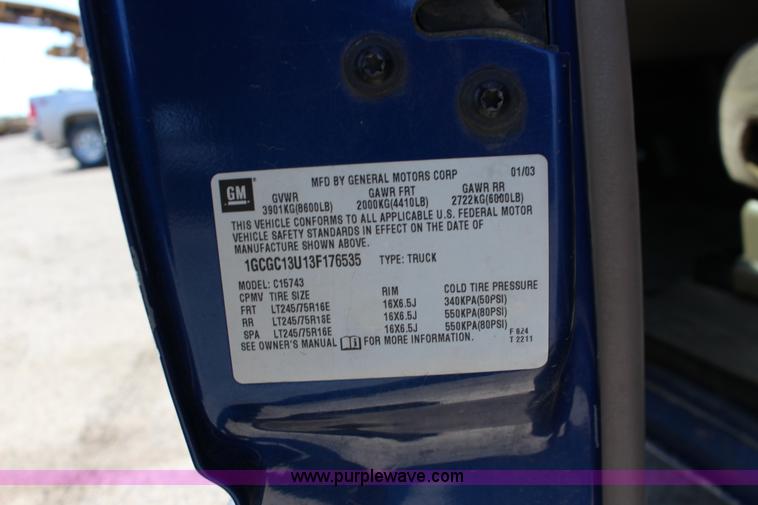 MFD BY GENERAL MOTORS CORP 01/03
GM
GVWR GAWR FRT GAWR RR
3901KG(8600LB) 2000KG(4410LB) 2722KG(6000LB)
THIS VEHICLE CONFORMS TO ALL APPLICABLE U.S. FEDERAL MOTOR
VEHICLE SAFETY STANDARDS IN EFFECT ON THE DATE OF
MANUFACTURE SHOWN ABOVE.
1GCGC13U13F176535 TYPE: TRUCK
MODEL: C15743
CPMV TIRE SIZE RIM COLD TIRE PRESSURE
FRT LT245/75R16E 16X6.5J 340KPA(50PSI)
RR LT245/75R16E 16X6.5J 550KPA(80PSI)
SPA LT245/75R16E 16X6.5J 550KPA(80PSI)
SEE OWNER'S MANUAL FOR MORE INFORMATION.
F 824
T 2211
www.purplewave.com